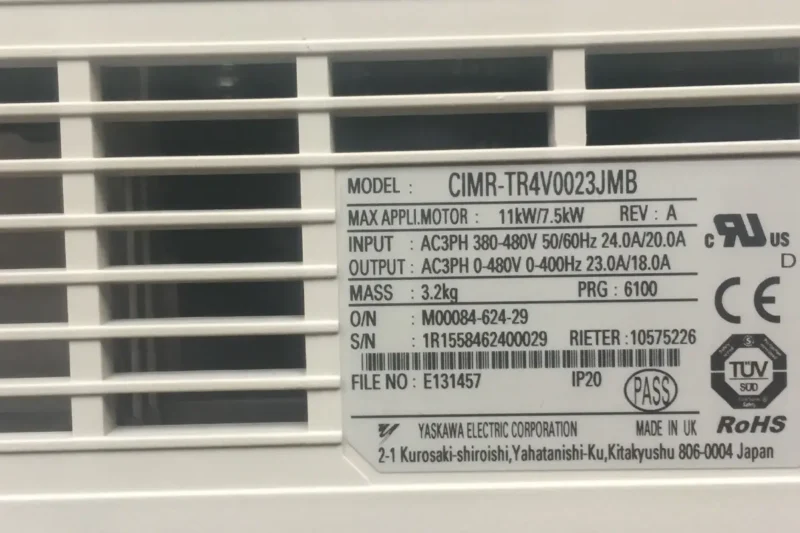 MODEL : CIMR-TR4V0023JMB
MAX APPLI.MOTOR : 11kW/7.5kW REV : A
INPUT : AC3PH 380-480V 50/60Hz 24.0A/20.0A
OUTPUT : AC3PH 0-480V 0-400Hz 23.0A/18.0A
MASS : 3.2kg PRG : 6100
O/N : M00084-624-29
S/N : 1R1558462400029 RIETER :10575226
FILE NO : E131457 IP20 PASS
YASKAWA ELECTRIC CORPORATION MADE IN UK
2-1 Kurosaki-shiroishi,Yahatanishi-Ku,Kitakyushu 806-0004 Japan
c RU US
D
CE
TÜV
SÜD
RoHS